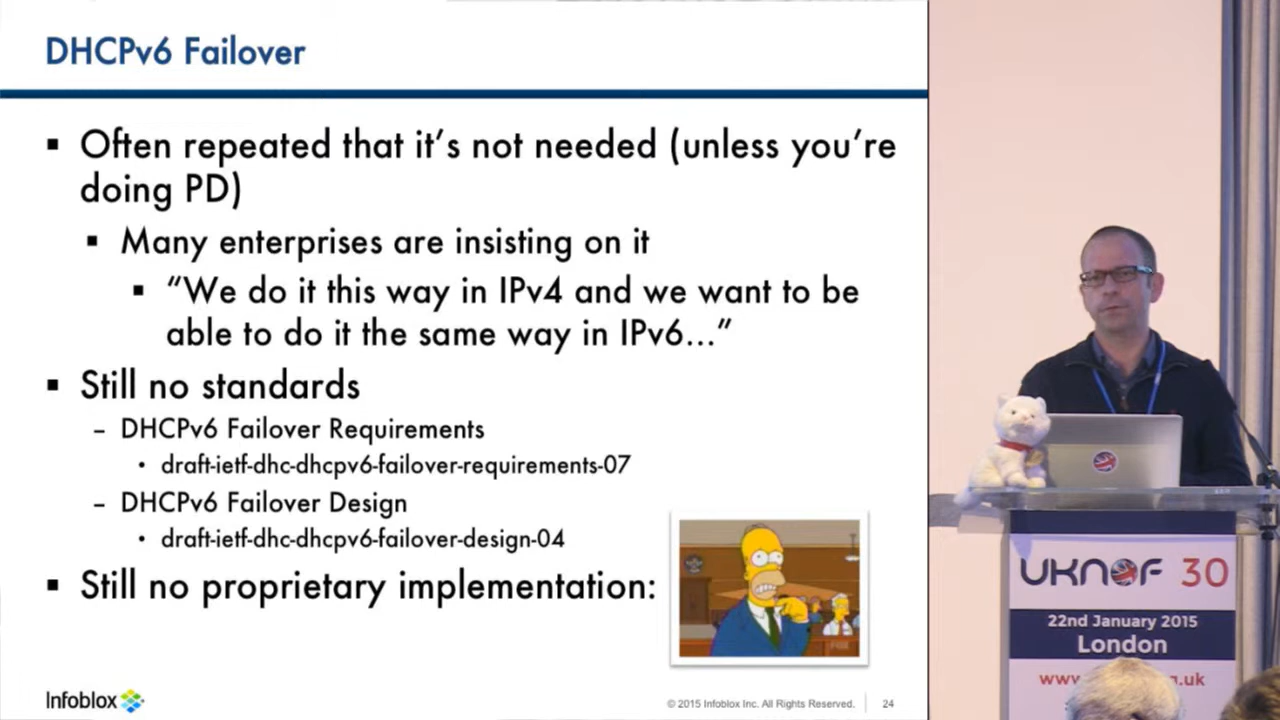 DHCPv6 Failover
▪ Often repeated that it's not needed (unless you're
doing PD)
▪ Many enterprises are insisting on it
▪ “We do it this way in IPv4 and we want to be
able to do it the same way in IPv6…”
▪ Still no standards
– DHCPv6 Failover Requirements
• draft-ietf-dhc-dhcpv6-failover-requirements-07
– DHCPv6 Failover Design
• draft-ietf-dhc-dhcpv6-failover-design-04
▪ Still no proprietary implementation:
FOX
Infoblox
© 2015 Infoblox Inc. All Rights Reserved.
24
UKNOF 30
22nd January 2015
London
.uk